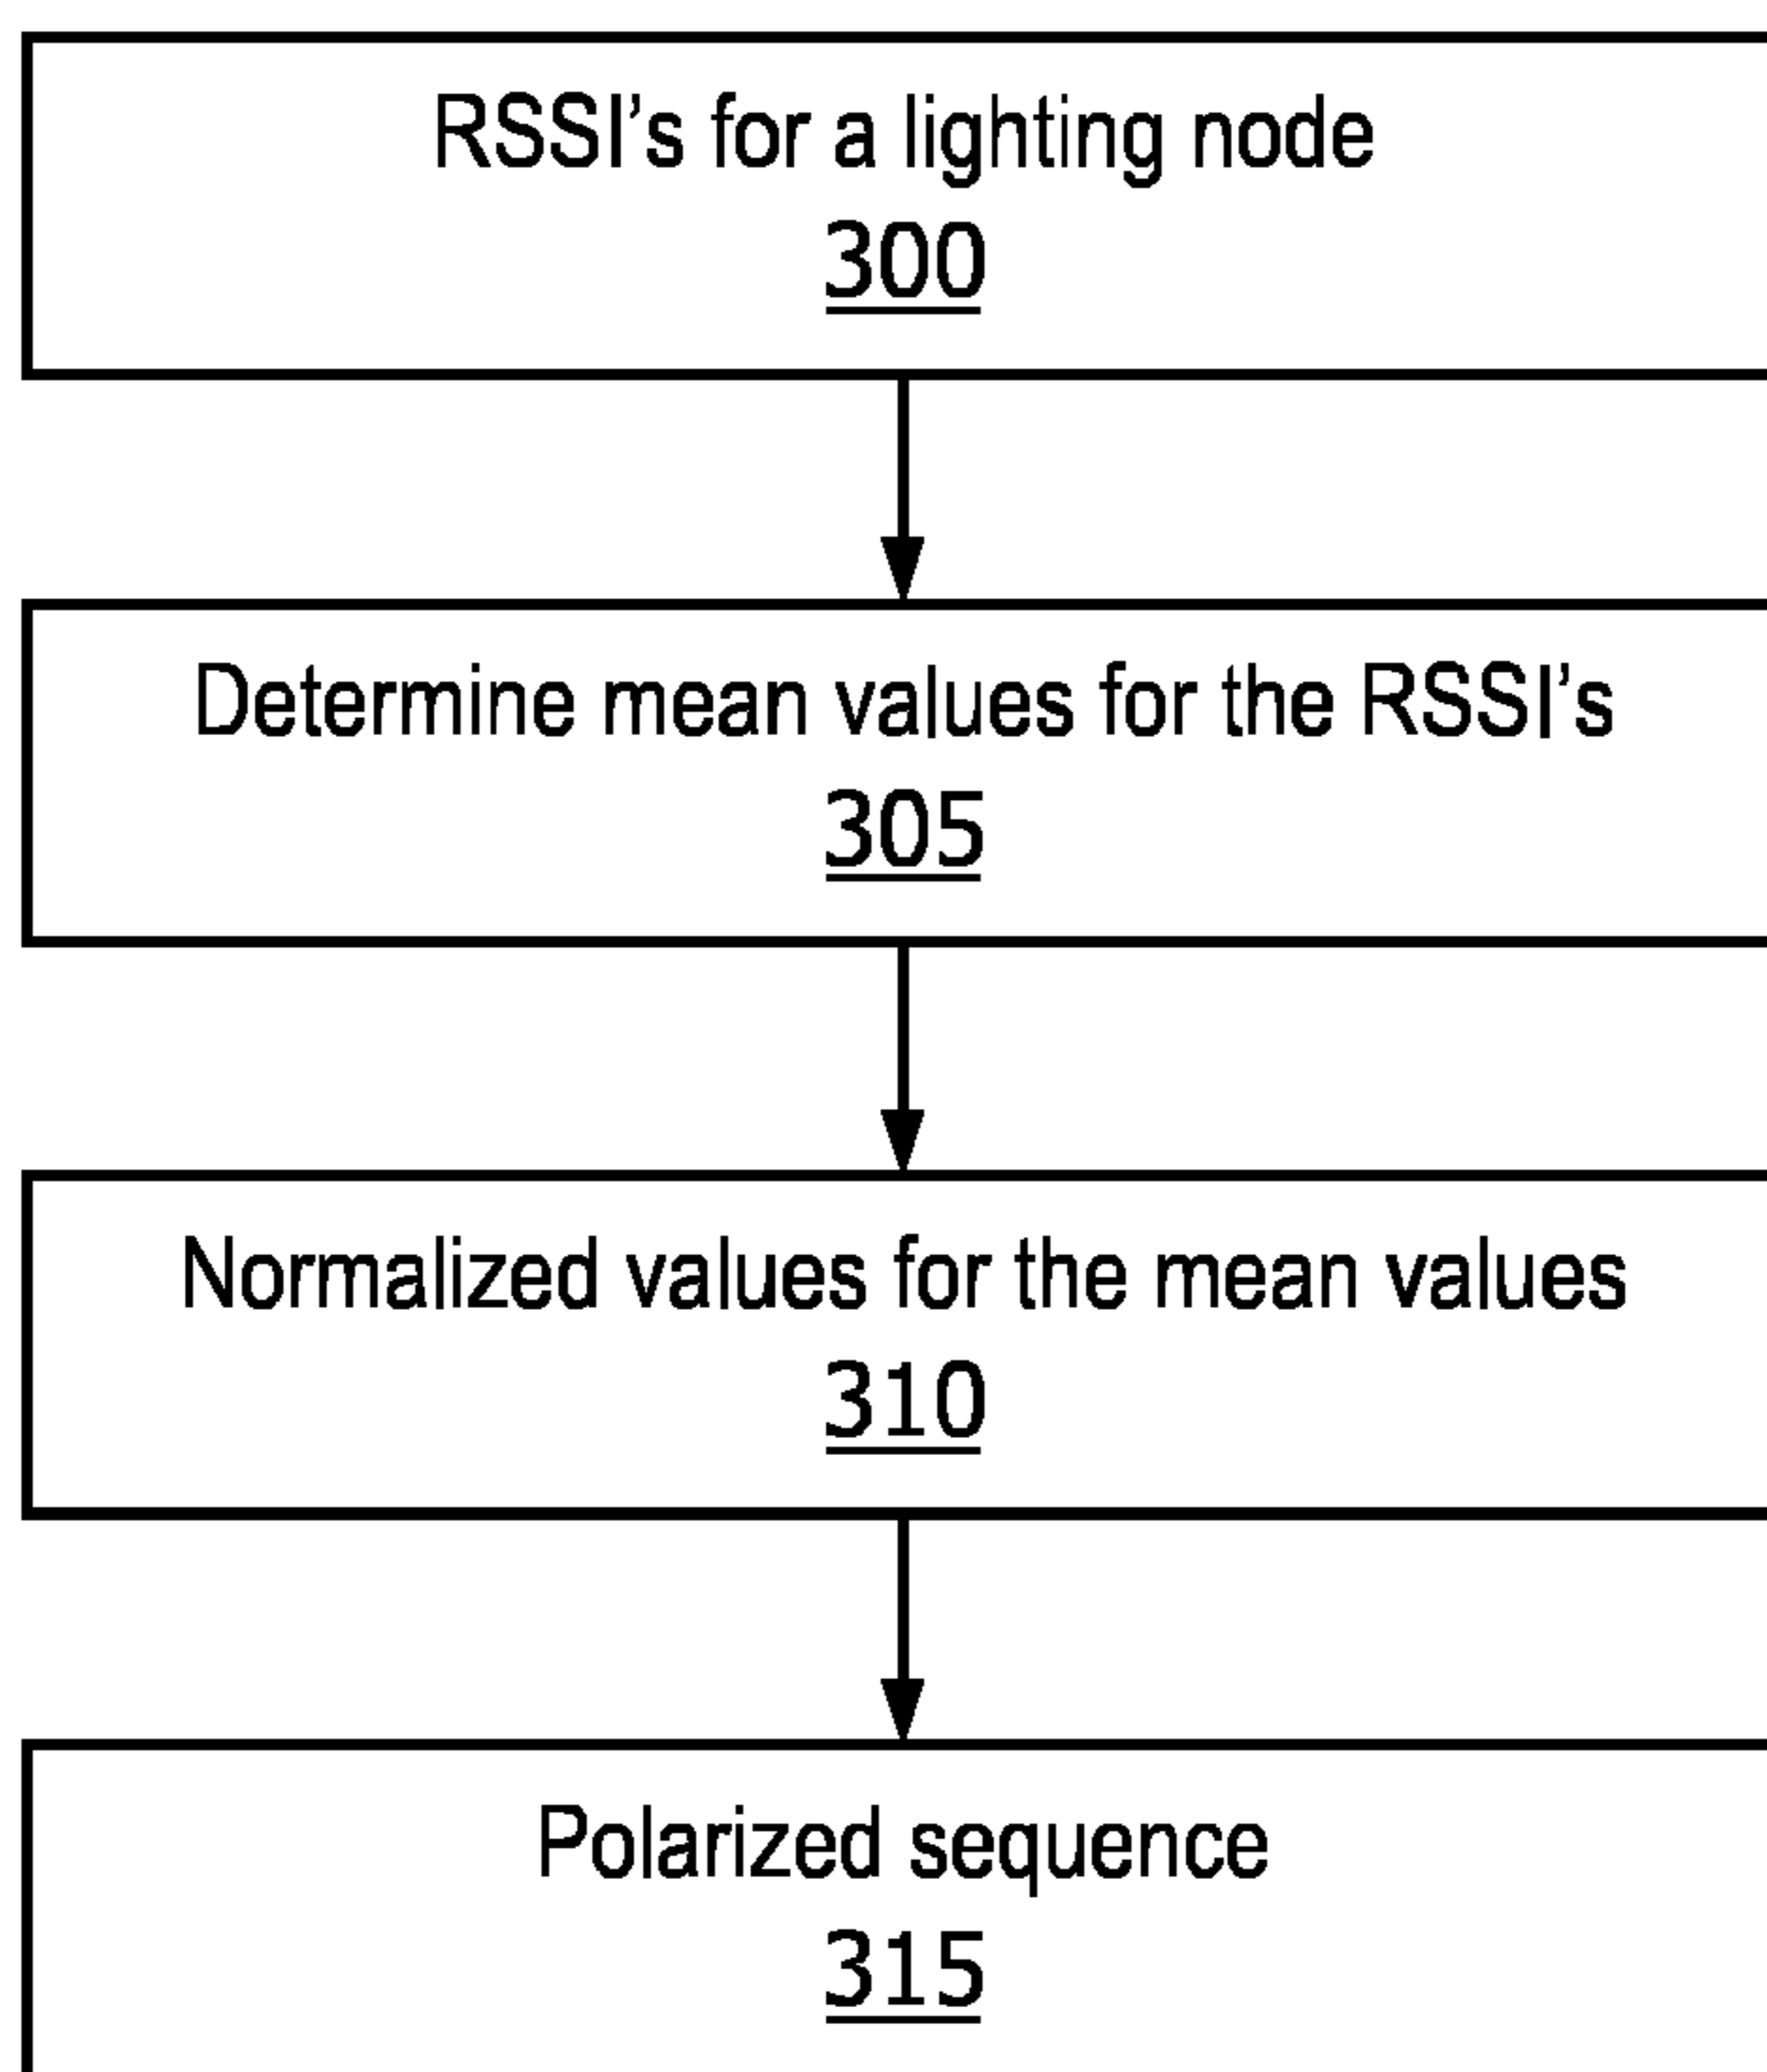 RSSI's for a lighting node
300
Determine mean values for the RSSI's
305
Normalized values for the mean values
310
Polarized sequence
315